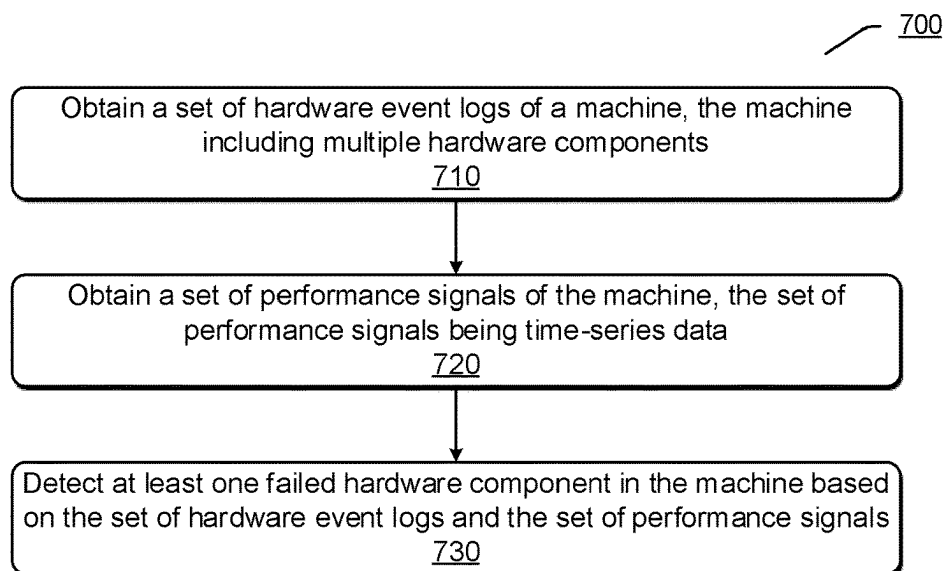 700
Obtain a set of hardware event logs of a machine, the machine
including multiple hardware components
710
Obtain a set of performance signals of the machine, the set of
performance signals being time-series data
720
Detect at least one failed hardware component in the machine based
on the set of hardware event logs and the set of performance signals
730